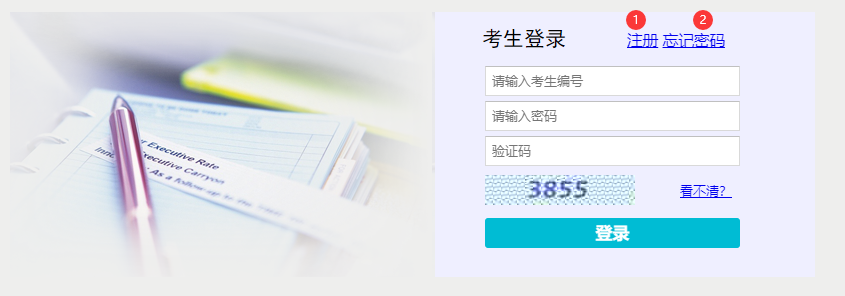 1 2
考生登录 注册 忘记密码
请输入考生编号
请输入密码
验证码
3855 看不清？
登录
Executive Rate
Executive Carryon
As a follow-up to the